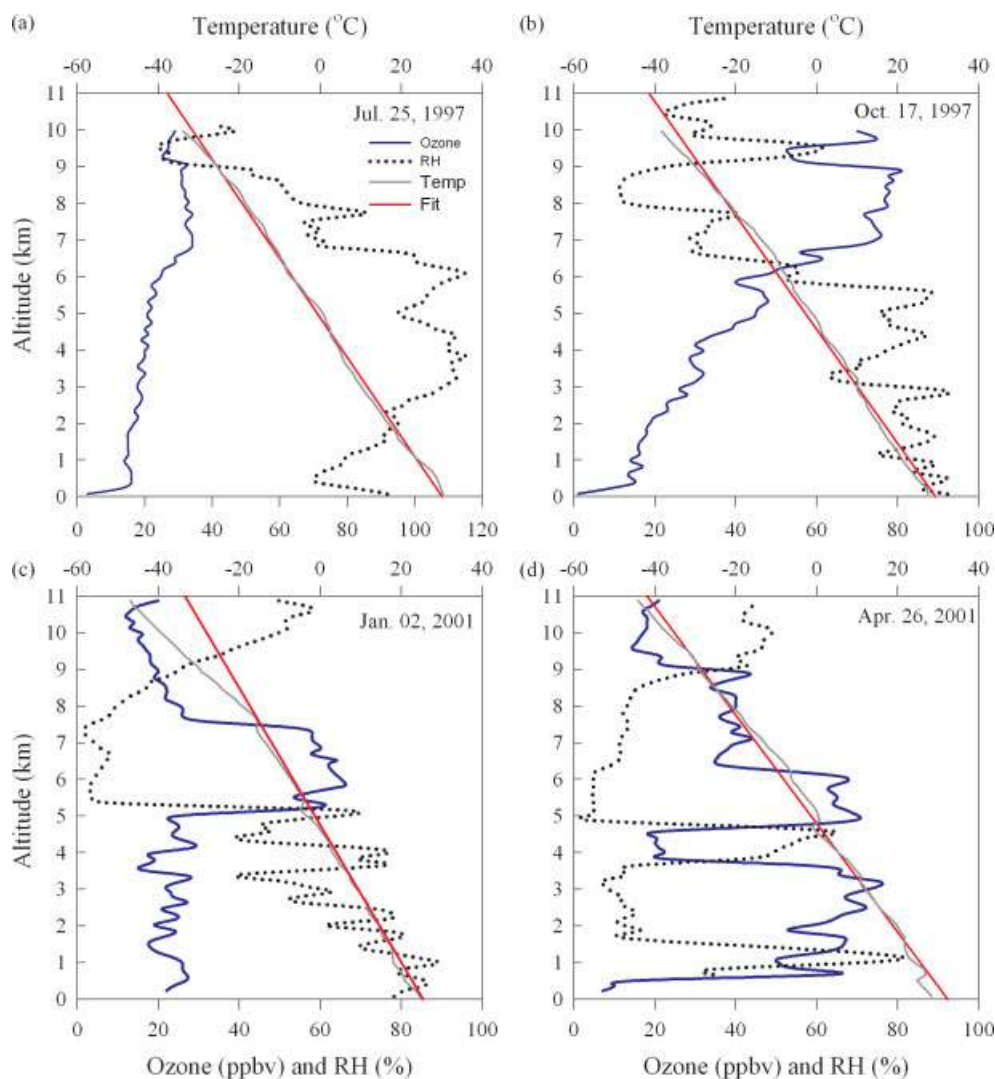 (a) Temperature (°C) (b) Temperature (°C)
-60 -40 -20 0 20 40 -60 -40 -20 0 20 40
11 11
10 10
9 9
8 8
7 7
6 6
5 5
4 4
3 3
2 2
1 1
0 0
Altitude (km)
Jul. 25, 1997
Ozone
RH
Temp
Fit
Oct. 17, 1997
0 20 40 60 80 100 120 0 20 40 60 80 100
(c) -60 -40 -20 0 20 40 (d) -60 -40 -20 0 20 40
11 11
10 10
9 9
8 8
7 7
6 6
5 5
4 4
3 3
2 2
1 1
0 0
Altitude (km)
Jan. 02, 2001
Apr. 26, 2001
0 20 40 60 80 100 0 20 40 60 80 100
Ozone (ppbv) and RH (%) Ozone (ppbv) and RH (%)